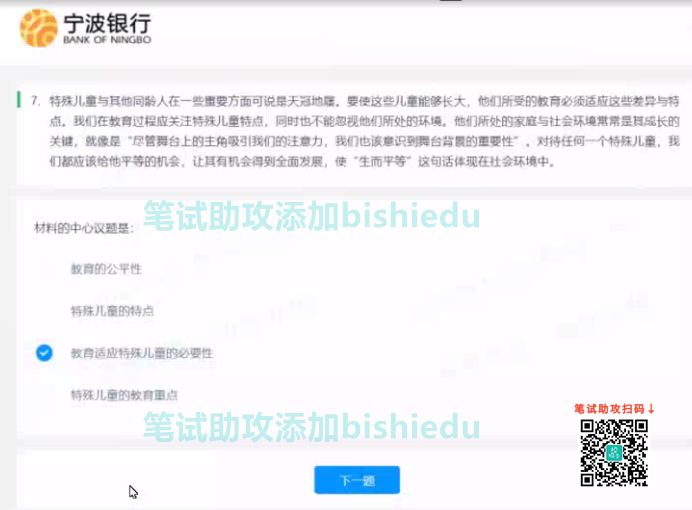 宁波银行
BANK OF NINGBO
7. 特殊儿童与其他同龄人在一些重要方面可说是天冠地屦。要使这些儿童能够长大，他们所受的教育必须适应这些差异与特
点。我们在教育过程应关注特殊儿童特点，同时也不能忽视他们所处的环境。他们所处的家庭与社会环境常常是其成长的
关键，就像是“尽管舞台上的主角吸引我们的注意力，我们也该意识到舞台背景的重要性”。对待任何一个特殊儿童，我
们都应该给他平等的机会，让其有机会得到全面发展，使“生而平等”这句话体现在社会环境中。
笔试助攻添加bishiedu
材料的中心议题是：
教育的公平性
特殊儿童的特点
教育适应特殊儿童的必要性
特殊儿童的教育重点
笔试助攻扫码↓
笔试助攻添加bishiedu
下一题